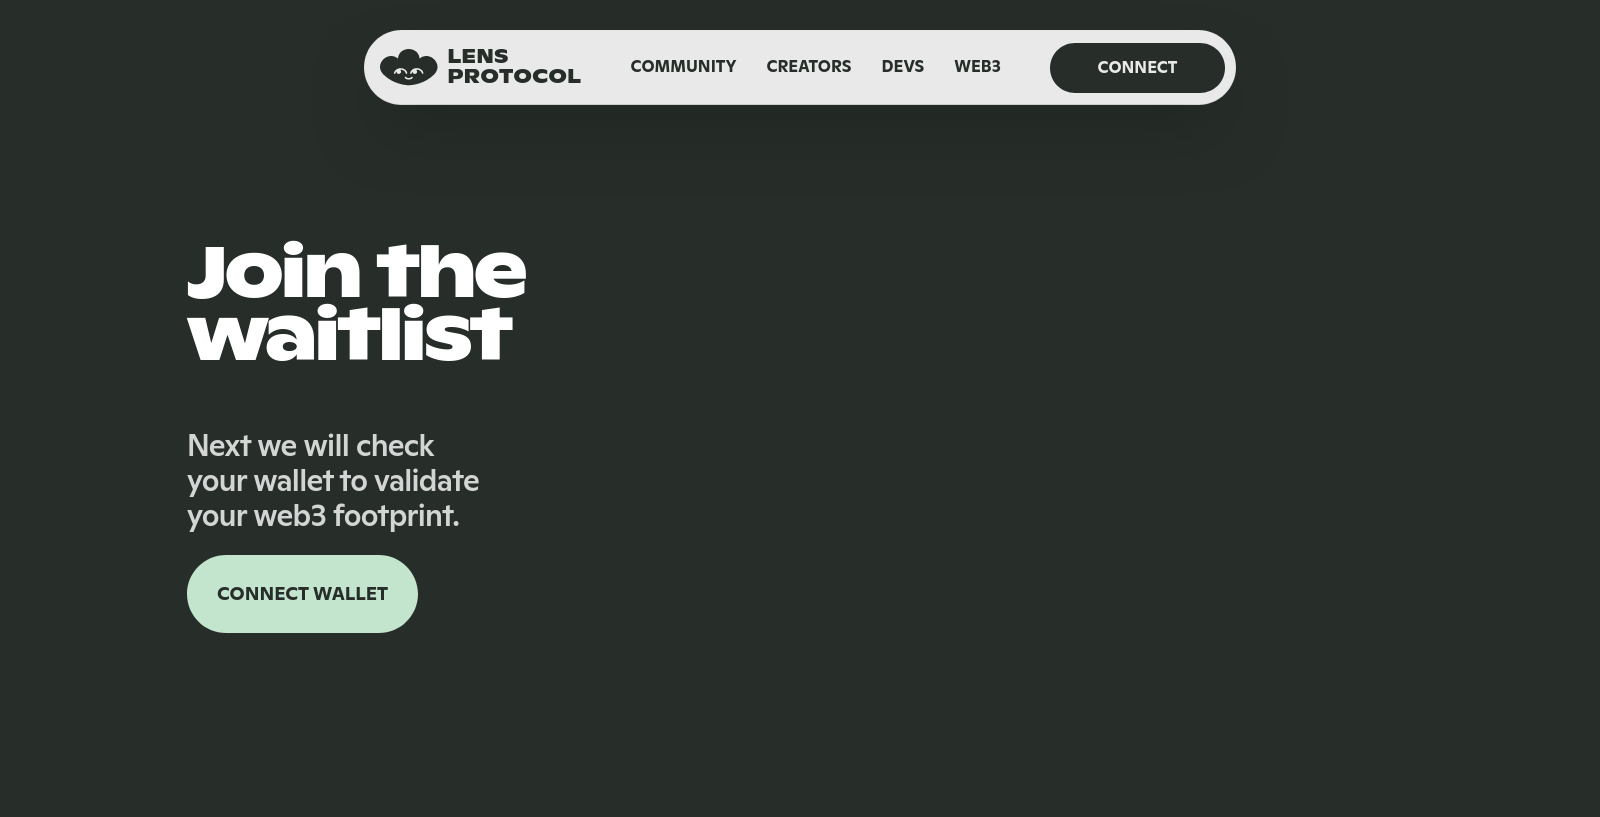 LENS
PROTOCOL
COMMUNITY
CREATORS
DEVS
WEB3
CONNECT
Join the
waitlist
Next we will check
your wallet to validate
your web3 footprint.
CONNECT WALLET